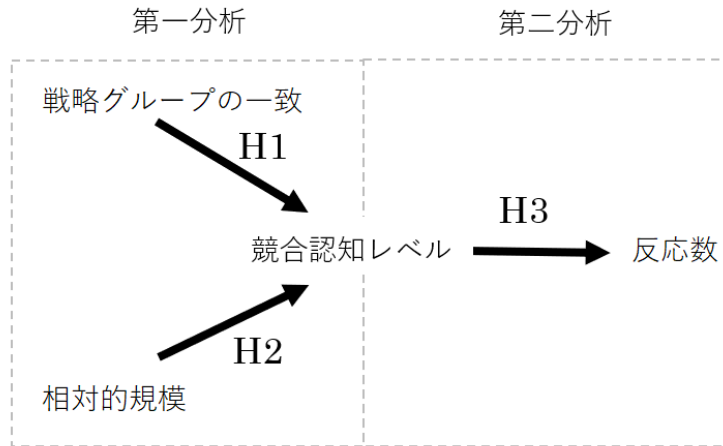 第一分析
第二分析
戦略グループの一致
H1
競合認知レベル
H3
反応数
H2
相対的規模